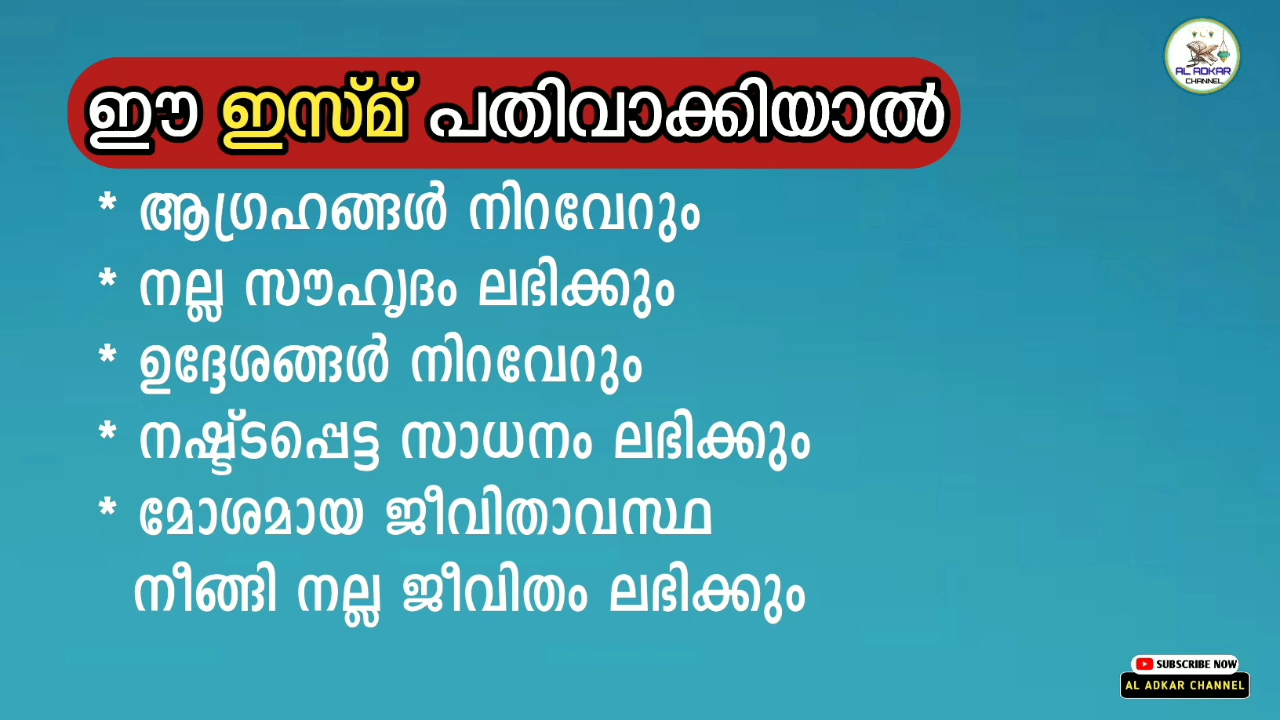 AL ADKAR
CHANNEL
ഈ ഇസ്മ് പതിവാക്കിയാൽ
* ആഗ്രഹങ്ങൾ നിറവേറും
* നല്ല സൗഹൃദം ലഭിക്കും
* ഉദ്ദേശങ്ങൾ നിറവേറും
* നഷ്ട്ടപ്പെട്ട സാധനം ലഭിക്കും
* മോശമായ ജീവിതാവസ്ഥ
നീങ്ങി നല്ല ജീവിതം ലഭിക്കും
SUBSCRIBE NOW
AL ADKAR CHANNEL